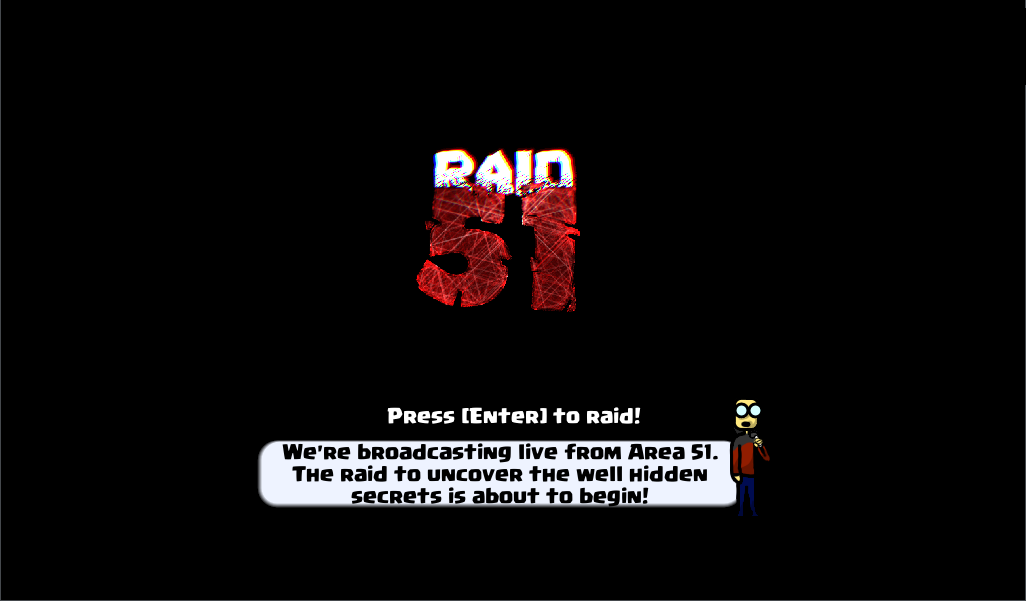 RAID
51
Press [Enter] to raid!
We're broadcasting live from Area 51.
The raid to uncover the well hidden
secrets is about to begin!